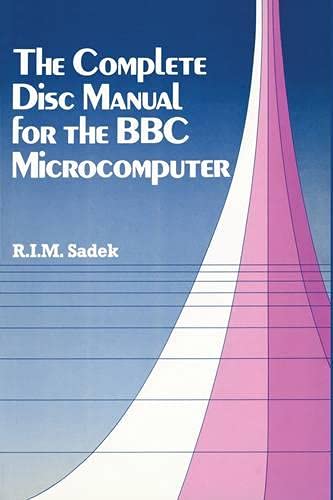 The Complete
Disc Manual
for the BBC
Microcomputer
R.I.M. Sadek